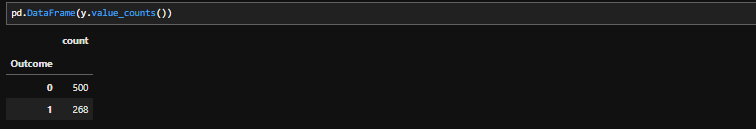 pd.DataFrame(y.value_counts())
count
Outcome
0 500
1 268